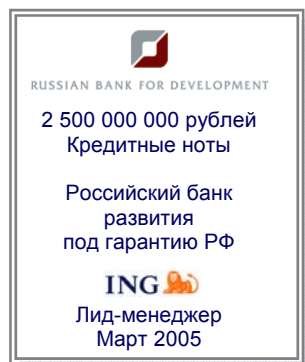 RUSSIAN BANK FOR DEVELOPMENT
2 500 000 000 рублей
Кредитные ноты
Российский банк
развития
под гарантию РФ
ING
Лид-менеджер
Март 2005